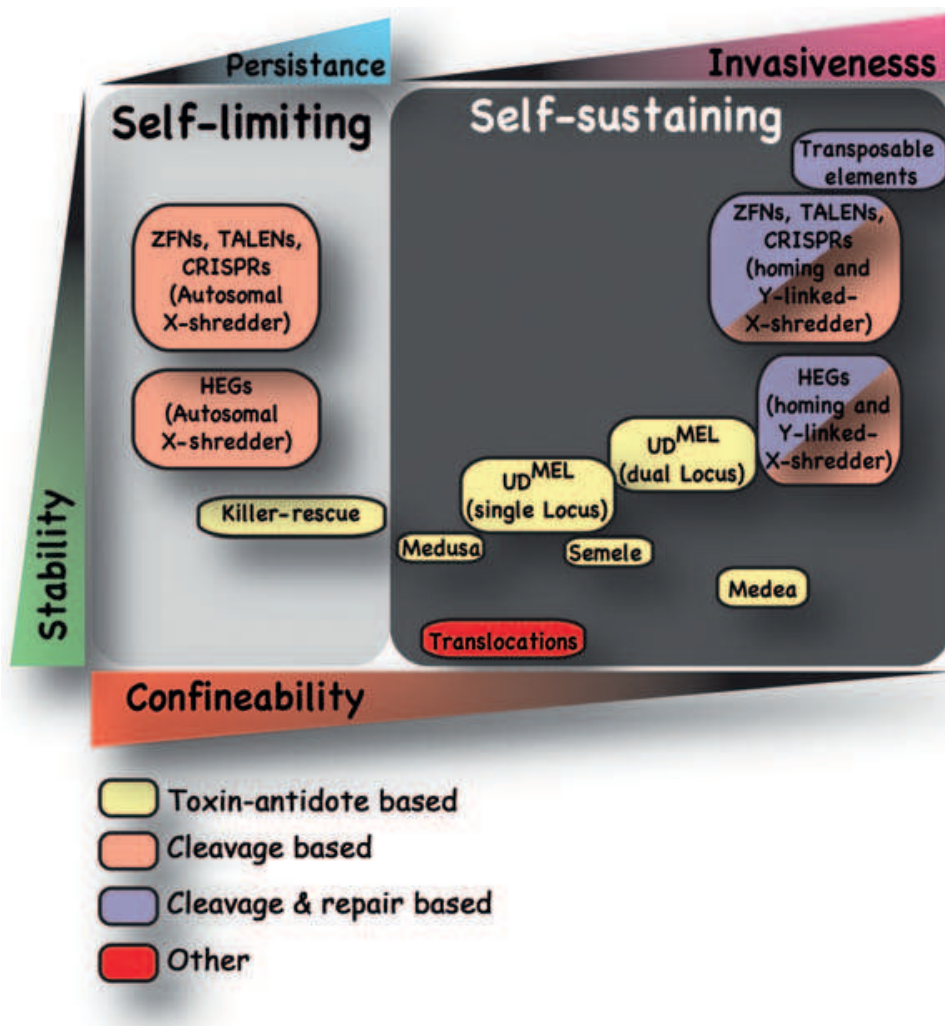 Persistance
Invasivenesss
Self-limiting
Self-sustaining
Transposable
elements
ZFNs, TALENs,
CRISPRs
(Autosomal
X-shredder)
ZFNs, TALENs,
CRISPRs
(homing and
Y-linked-
X-shredder)
HEGs
(Autosomal
X-shredder)
HEGs
(homing and
Y-linked-
X-shredder)
UDMEL
(dual Locus)
UDMEL
(single Locus)
Killer-rescue
Medusa
Semele
Medea
Translocations
Stability
Confineability
Toxin-antidote based
Cleavage based
Cleavage & repair based
Other